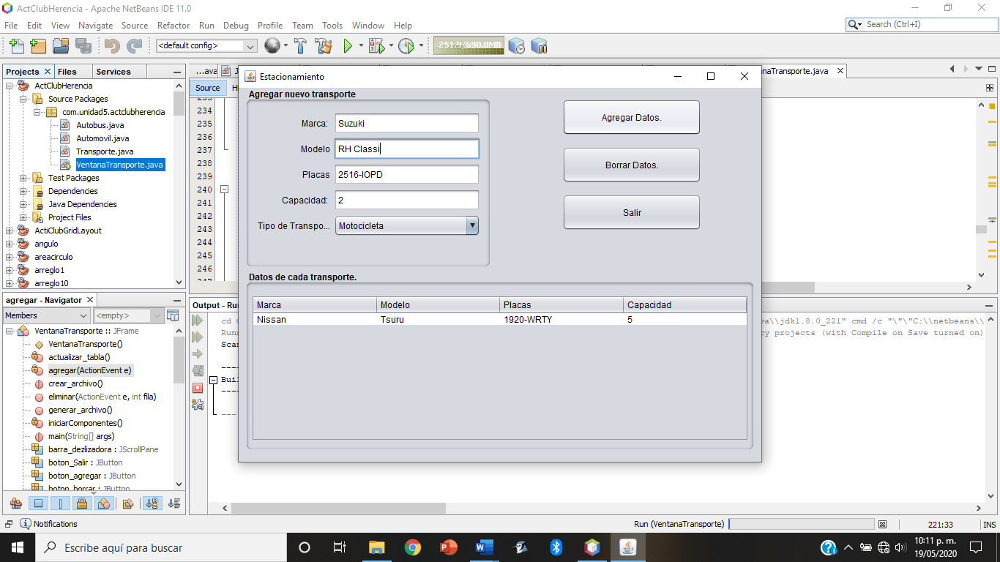 ActClubHerencia - Apache NetBeans IDE 11.0
File Edit View Navigate Source Refactor Run Debug Profile Team Tools Window Help
Search (Ctrl+I)
<default config>
251.9/690.0MB
Projects Files Services
...ava
naTransporte.java
Source
ActClubHerencia
Source Packages
com.unidad5.actclubherencia
Autobus.java
Automovil.java
Transporte.java
VentanaTransporte.java
Test Packages
Dependencies
Java Dependencies
Project Files
ActiClubGridLayout
angulo
areacirculo
arreglo1
arreglo10
234
235
236
237
238
239
240
241
242
243
244
245
246
Estacionamiento
Agregar nuevo transporte
Marca: Suzuki
Modelo RH Classi
Placas 2516-IOPD
Capacidad: 2
Tipo de Transpo... Motocicleta
Agregar Datos.
Borrar Datos.
Salir
Datos de cada transporte.
Marca Modelo Placas Capacidad
Nissan Tsuru 1920-WRTY 5
agregar - Navigator
Members <empty>
VentanaTransporte :: JFrame
VentanaTransporte()
actualizar_tabla()
agregar(ActionEvent e)
crear_archivo()
eliminar(ActionEvent e, int fila)
generar_archivo()
iniciarComponentes()
main(String[] args)
barra_dezlizadora : JScrollPane
boton_Salir : JButton
boton_agregar : JButton
boton_borrar : JButton
Output - Ru
cd
va\\jdk1.8.0_221" cmd /c "\"\"C:\\netbeans\\
Runn
cy projects (with Compile on Save turned on)
Scan
----
Buil
----
Notifications
Run (VentanaTransporte)
221:33
INS
Escribe aquí para buscar
10:11 p. m.
19/05/2020